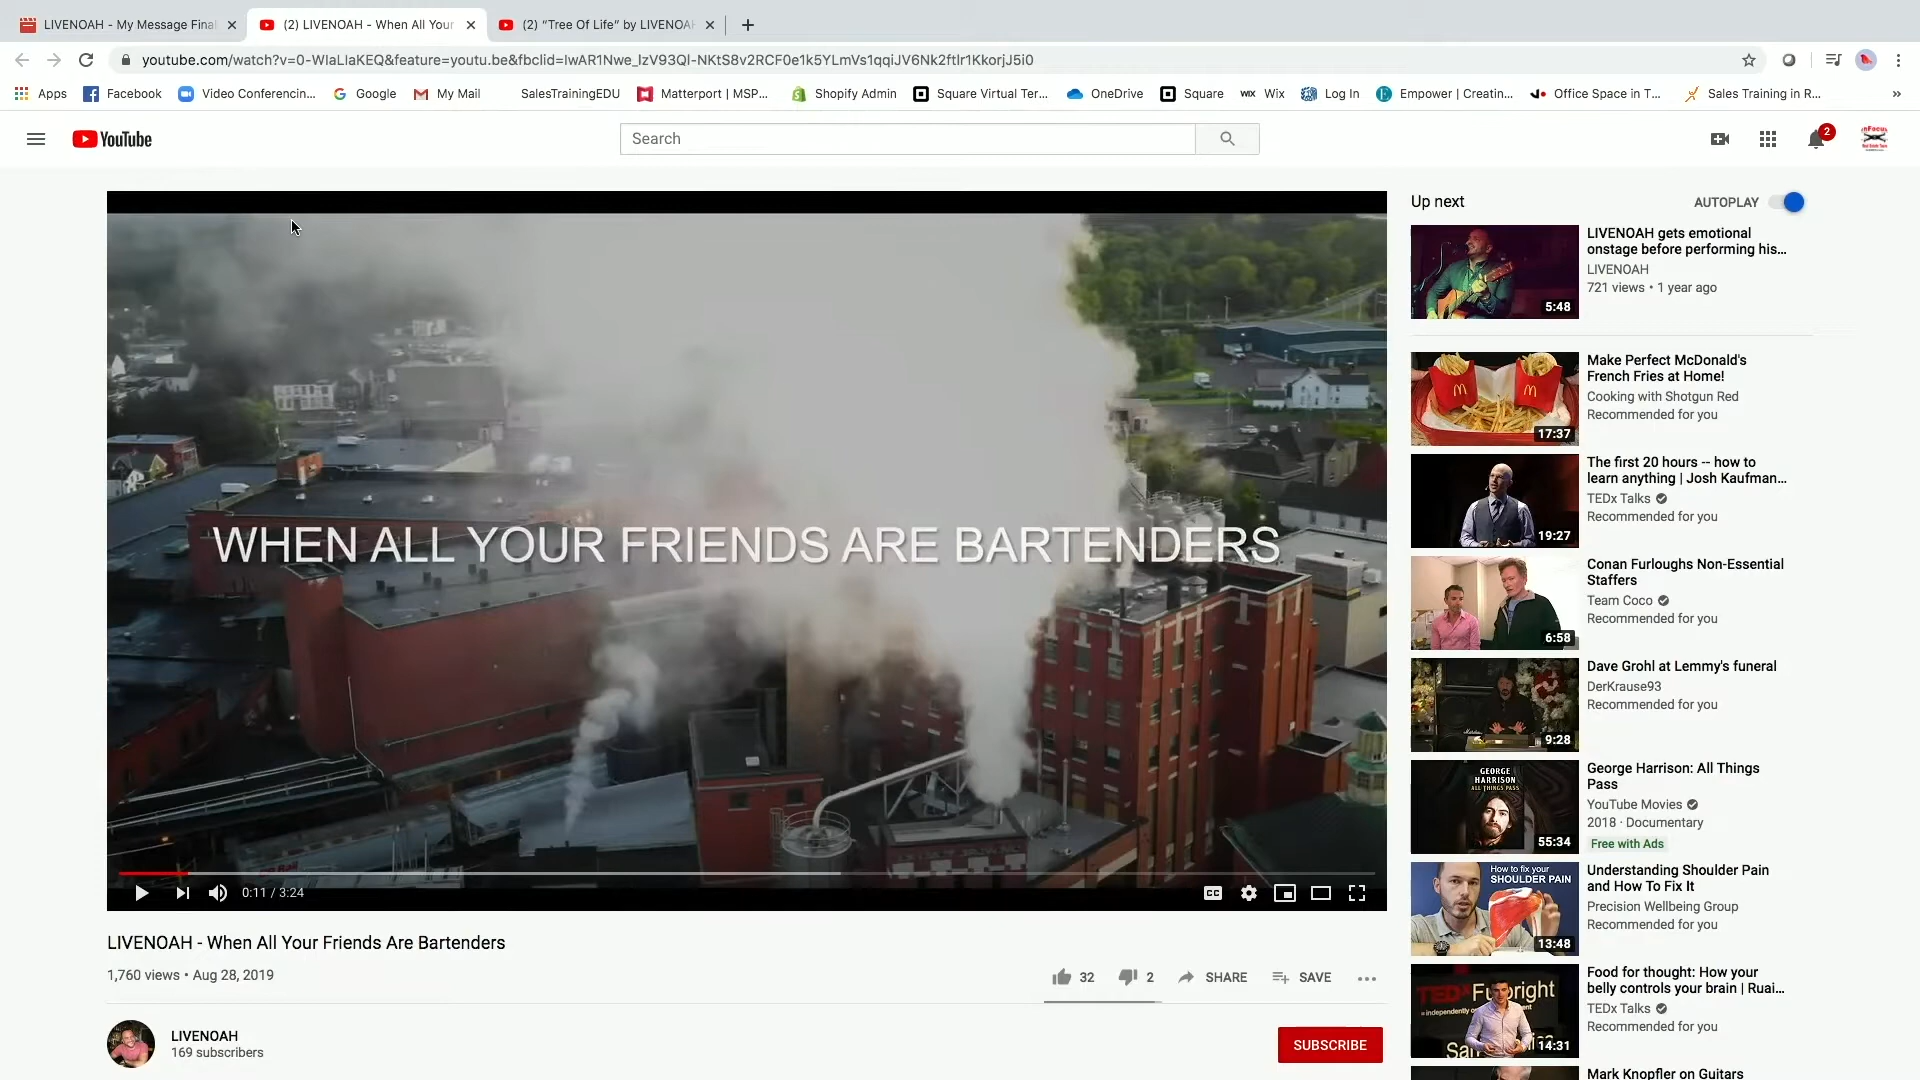 LIVENOAH - My Message Final
(2) LIVENOAH - When All Your
(2) “Tree Of Life” by LIVENOAH
youtube.com/watch?v=0-WlaLlaKEQ&feature=youtu.be&fbclid=IwAR1Nwe_IzV93QI-NKtS8v2RCF0e1k5YLmVs1qqiJV6Nk2ftlr1KkorjJ5i0
Apps Facebook Video Conferencin... Google My Mail SalesTrainingEDU Matterport | MSP... Shopify Admin Square Virtual Ter... OneDrive Square Wix Wix Log In Empower | Creatin... Office Space in T... Sales Training in R... »
YouTube
Search
2
WHEN ALL YOUR FRIENDS ARE BARTENDERS
0:11 / 3:24
CC
LIVENOAH - When All Your Friends Are Bartenders
1,760 views • Aug 28, 2019
32 2 SHARE SAVE
LIVENOAH
169 subscribers
SUBSCRIBE
Up next
AUTOPLAY
5:48
LIVENOAH gets emotional
onstage before performing his...
LIVENOAH
721 views • 1 year ago
17:37
Make Perfect McDonald's
French Fries at Home!
Cooking with Shotgun Red
Recommended for you
19:27
The first 20 hours -- how to
learn anything | Josh Kaufman...
TEDx Talks
Recommended for you
6:58
Conan Furloughs Non-Essential
Staffers
Team Coco
Recommended for you
9:28
Dave Grohl at Lemmy's funeral
DerKrause93
Recommended for you
GEORGE
HARRISON
ALL THINGS PASS
55:34
George Harrison: All Things
Pass
YouTube Movies
2018 · Documentary
Free with Ads
How to fix your
SHOULDER PAIN
13:48
Understanding Shoulder Pain
and How To Fix It
Precision Wellbeing Group
Recommended for you
14:31
Food for thought: How your
belly controls your brain | Ruai...
TEDx Talks
Recommended for you
Mark Knopfler on Guitars